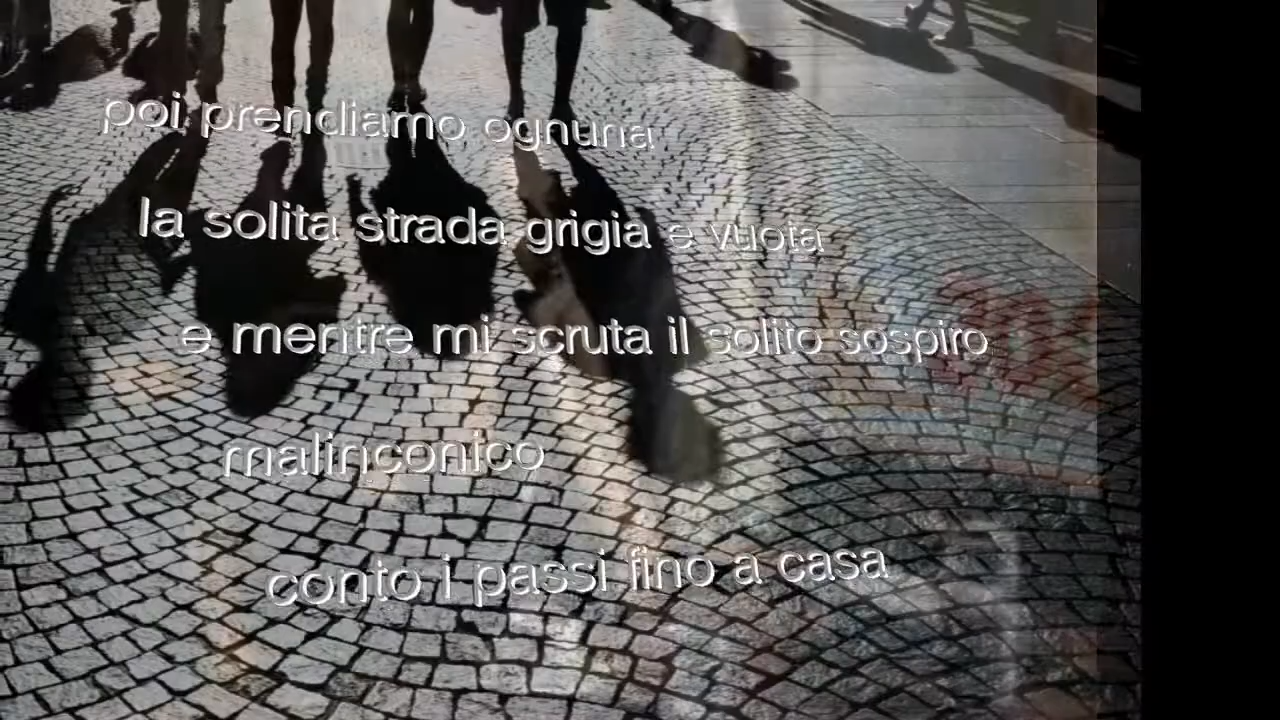 poi prendiamo ognuna
la solita strada grigia e vuota
e mentre mi scruta il solito sospiro
malinconico
conto i passi fino a casa